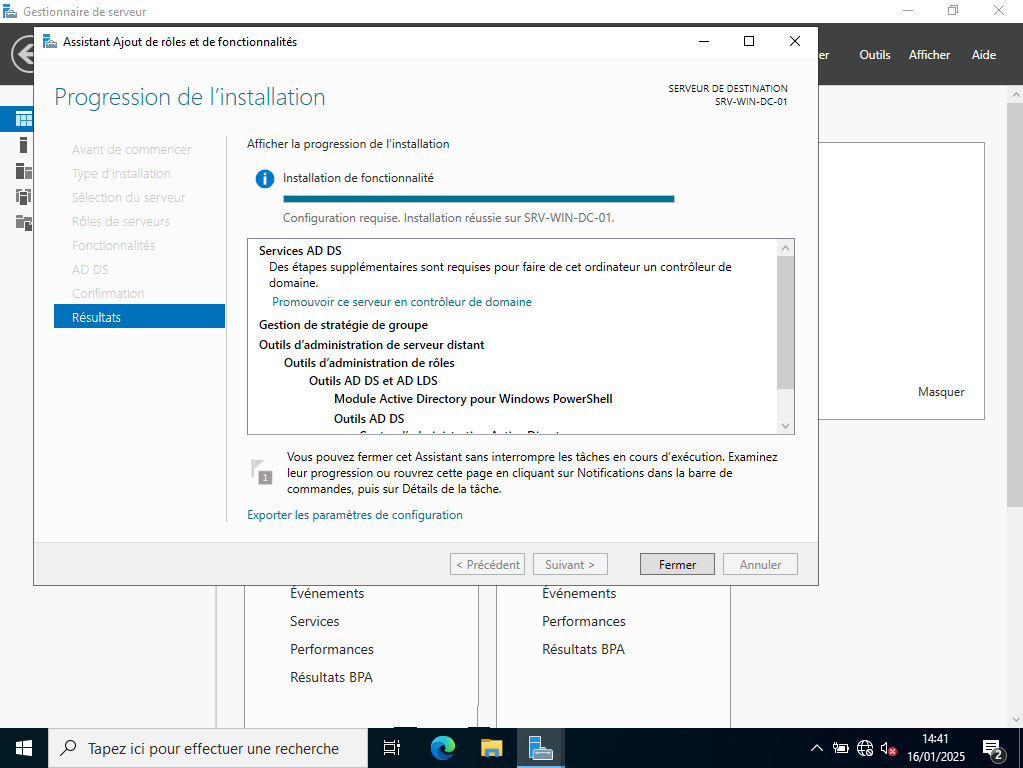 Gestionnaire de serveur
Assistant Ajout de rôles et de fonctionnalités
er
Outils
Afficher
Aide
Progression de l'installation
SERVEUR DE DESTINATION
SRV-WIN-DC-01
Avant de commencer
Type d'installation
Sélection du serveur
Rôles de serveurs
Fonctionnalités
AD DS
Confirmation
Résultats
Afficher la progression de l'installation
Installation de fonctionnalité
Configuration requise. Installation réussie sur SRV-WIN-DC-01.
Services AD DS
Des étapes supplémentaires sont requises pour faire de cet ordinateur un contrôleur de
domaine.
Promouvoir ce serveur en contrôleur de domaine
Gestion de stratégie de groupe
Outils d'administration de serveur distant
Outils d'administration de rôles
Outils AD DS et AD LDS
Module Active Directory pour Windows PowerShell
Outils AD DS
Masquer
1
Vous pouvez fermer cet Assistant sans interrompre les tâches en cours d'exécution. Examinez
leur progression ou rouvrez cette page en cliquant sur Notifications dans la barre de
commandes, puis sur Détails de la tâche.
Exporter les paramètres de configuration
< Précédent
Suivant >
Fermer
Annuler
Événements
Services
Performances
Résultats BPA
Événements
Performances
Résultats BPA
Tapez ici pour effectuer une recherche
14:41
16/01/2025
2